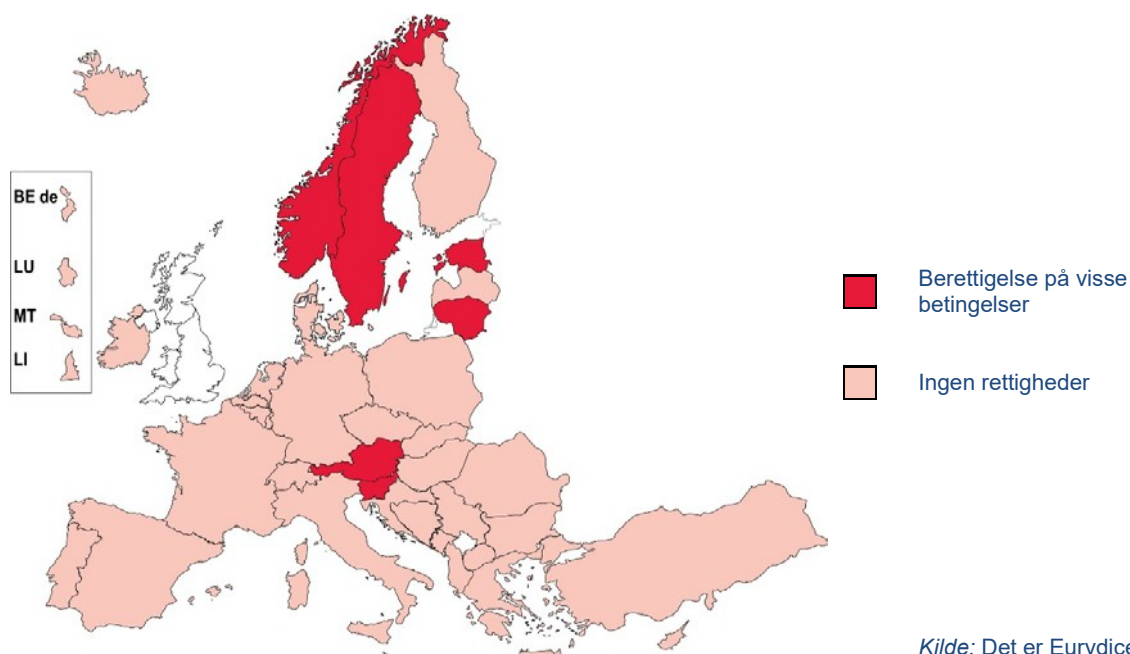 BE de
LU
MT
LI
Berettigelse på visse
betingelser
Ingen rettigheder
Kilde: Det er Eurydice